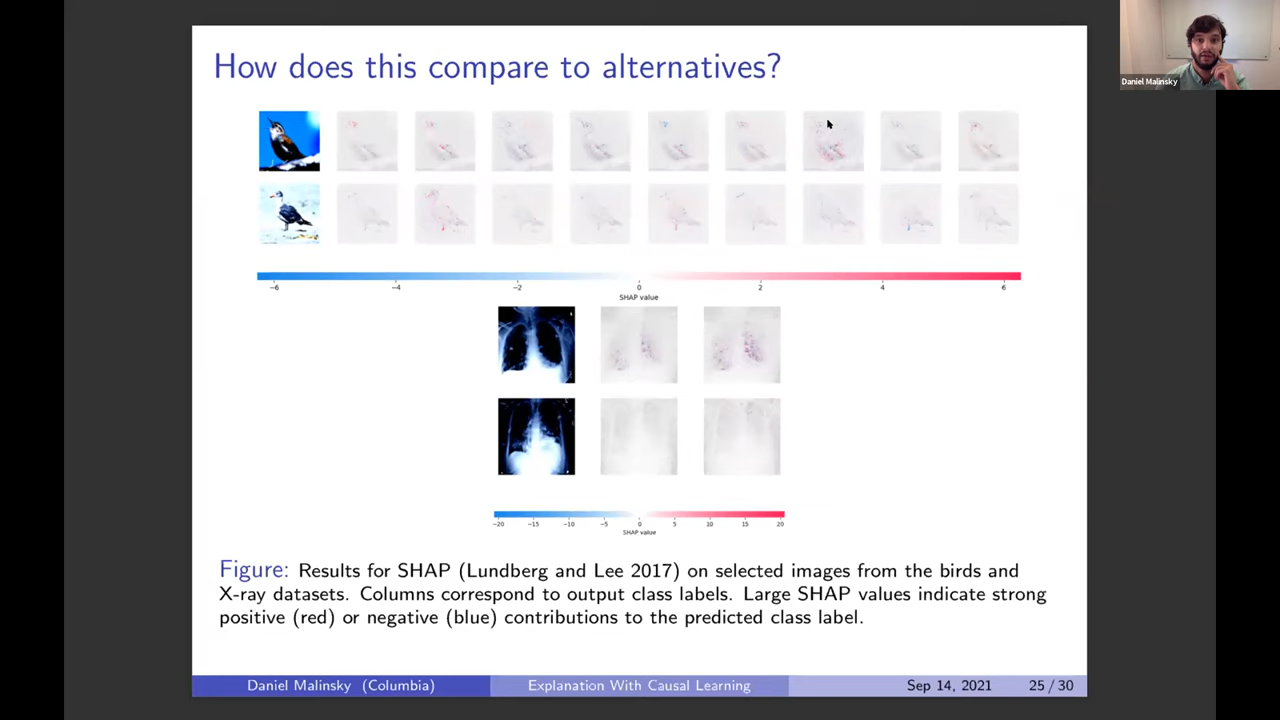 How does this compare to alternatives?
Daniel Malinsky
−6 −4 −2 0 2 4 6
SHAP value
−20 −15 −10 −5 0 5 10 15 20
SHAP value
Figure: Results for SHAP (Lundberg and Lee 2017) on selected images from the birds and
X-ray datasets. Columns correspond to output class labels. Large SHAP values indicate strong
positive (red) or negative (blue) contributions to the predicted class label.
Daniel Malinsky (Columbia) Explanation With Causal Learning Sep 14, 2021 25 / 30